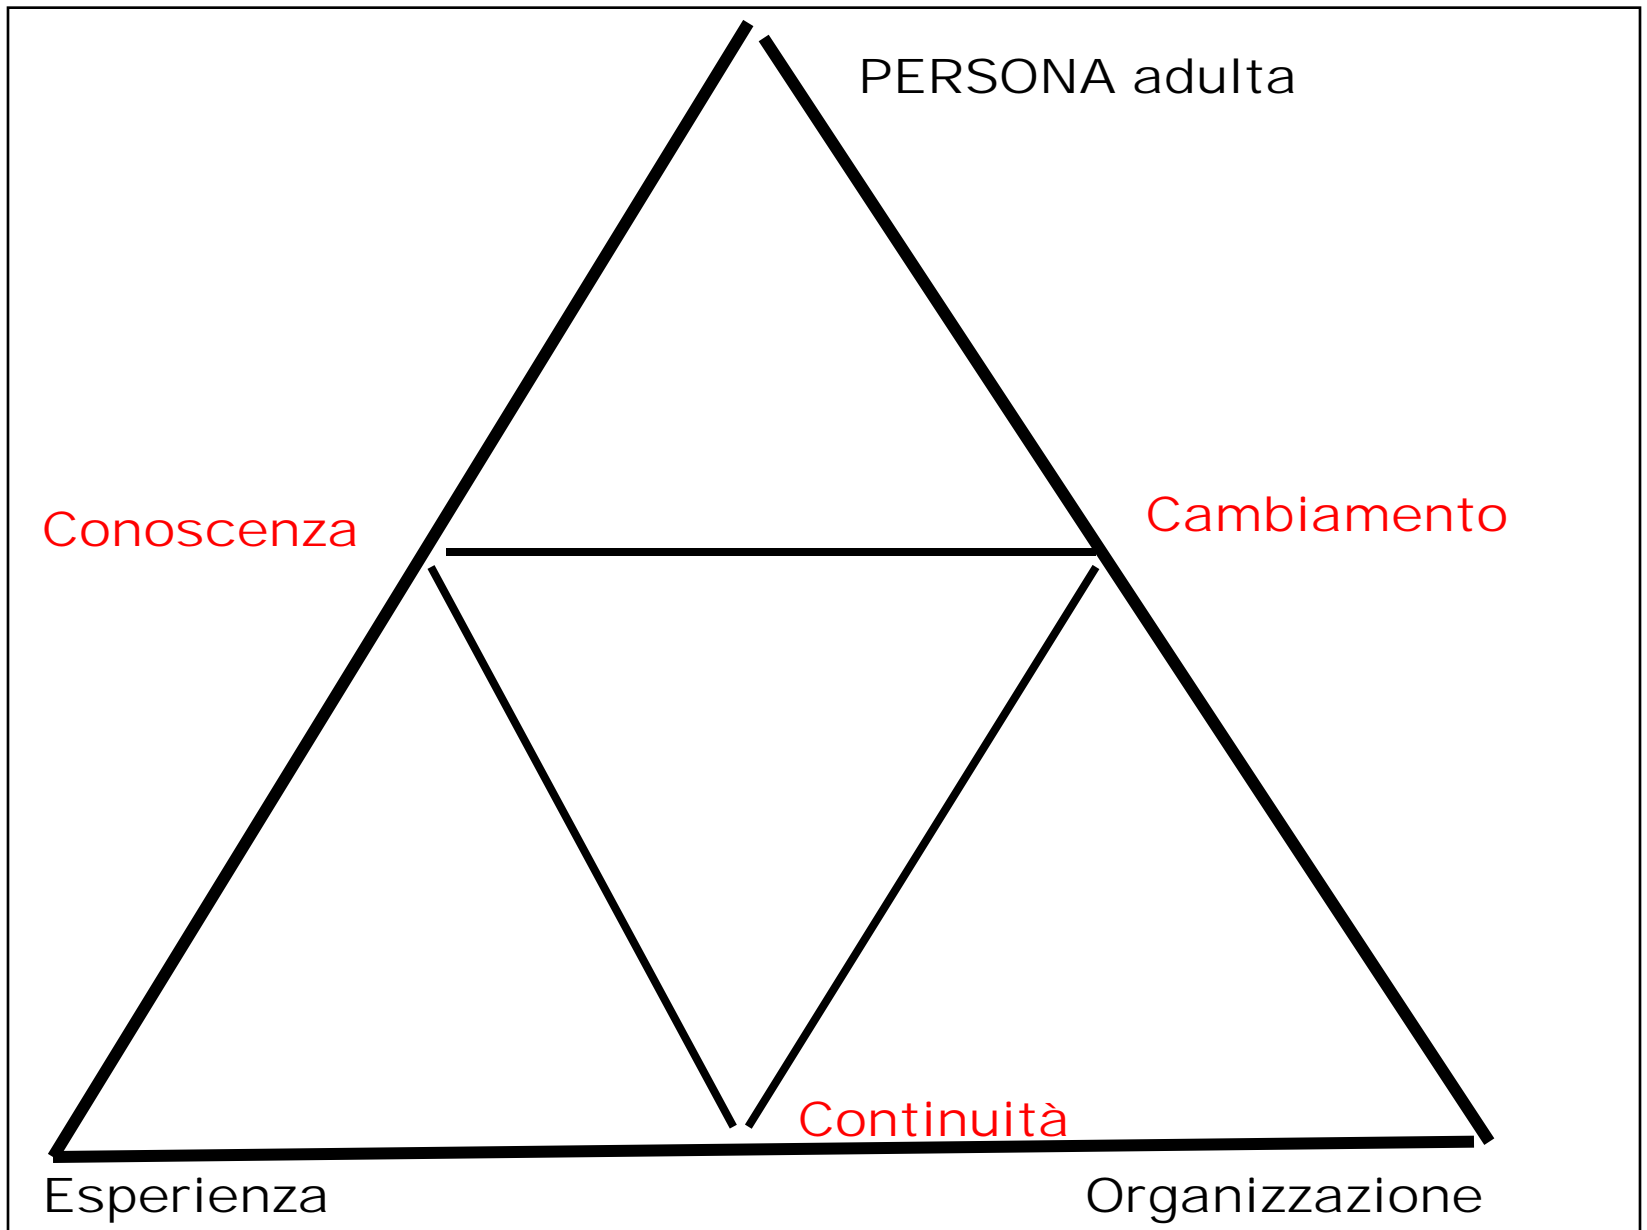 PERSONA adulta
Conoscenza
Cambiamento
Continuità
Esperienza
Organizzazione